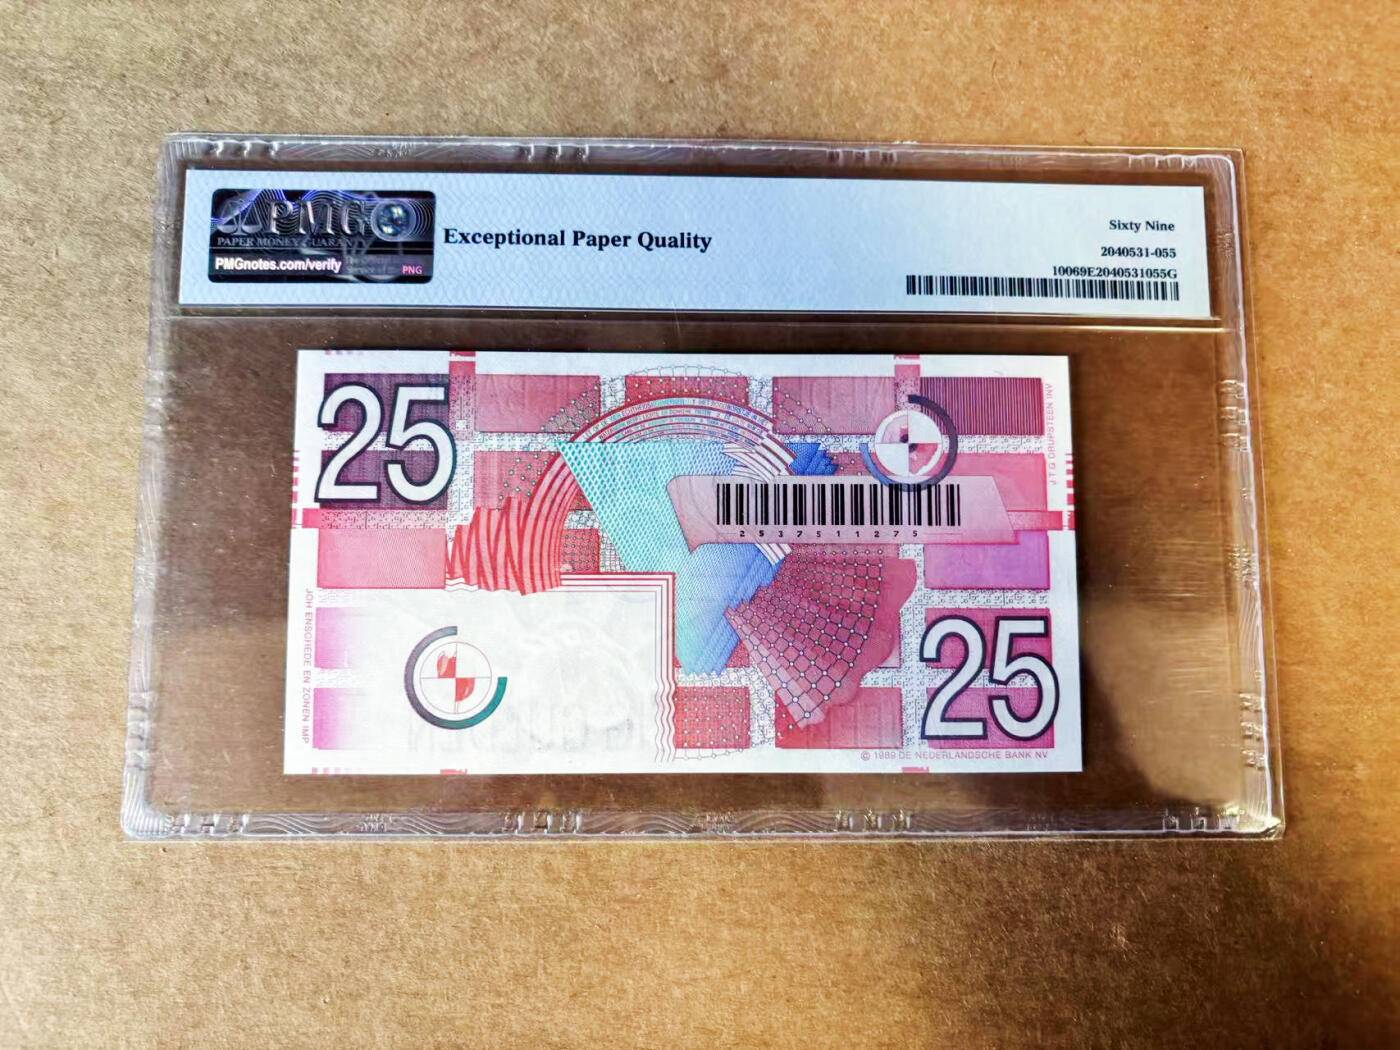 PMG
PAPER MONEY GUARANTY
PMGnotes.com/verify
PNG
Exceptional Paper Quality
Sixty Nine
2040531-055
10069E2040531055G
25
J T G DRUPSTEEN INV
2 5 3 7 5 1 1 2 7 5
JOH ENSCHEDE EN ZONEN IMP
25
© 1989 DE NEDERLANDSCHE BANK NV